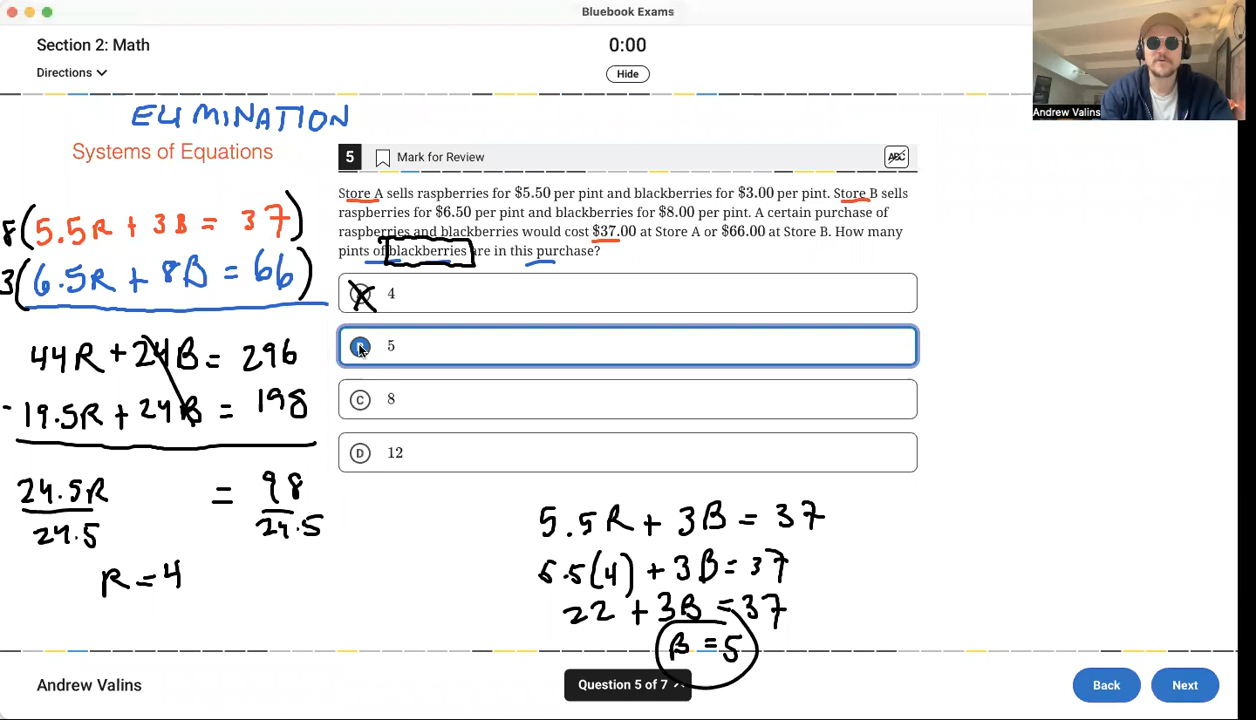 Bluebook Exams
Section 2: Math
0:00
Directions
Hide
Andrew Valins
ELIMINATION
Systems of Equations
8(5.5R + 3B = 37)
3(6.5R + 8B = 66)
44R + 24B = 296
- 19.5R + 24B = 198
24.5R = 98
24.5 24.5
R = 4
5 Mark for Review ABC
Store A sells raspberries for $5.50 per pint and blackberries for $3.00 per pint. Store B sells
raspberries for $6.50 per pint and blackberries for $8.00 per pint. A certain purchase of
raspberries and blackberries would cost $37.00 at Store A or $66.00 at Store B. How many
pints of blackberries are in this purchase?
4
5
C 8
D 12
5.5R + 3B = 37
5.5(4) + 3B = 37
22 + 3B = 37
B = 5
Andrew Valins
Question 5 of 7
Back
Next